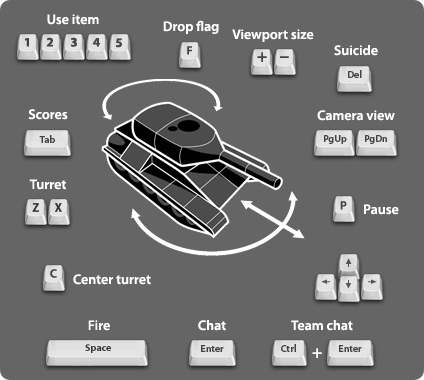 Use item
1 2 3 4 5
Drop flag
F
Viewport size
+ −
Suicide
Del
Scores
Tab
Camera view
PgUp PgDn
Turret
Z X
P Pause
C Center turret
Fire
Space
Chat
Enter
Team chat
Ctrl + Enter